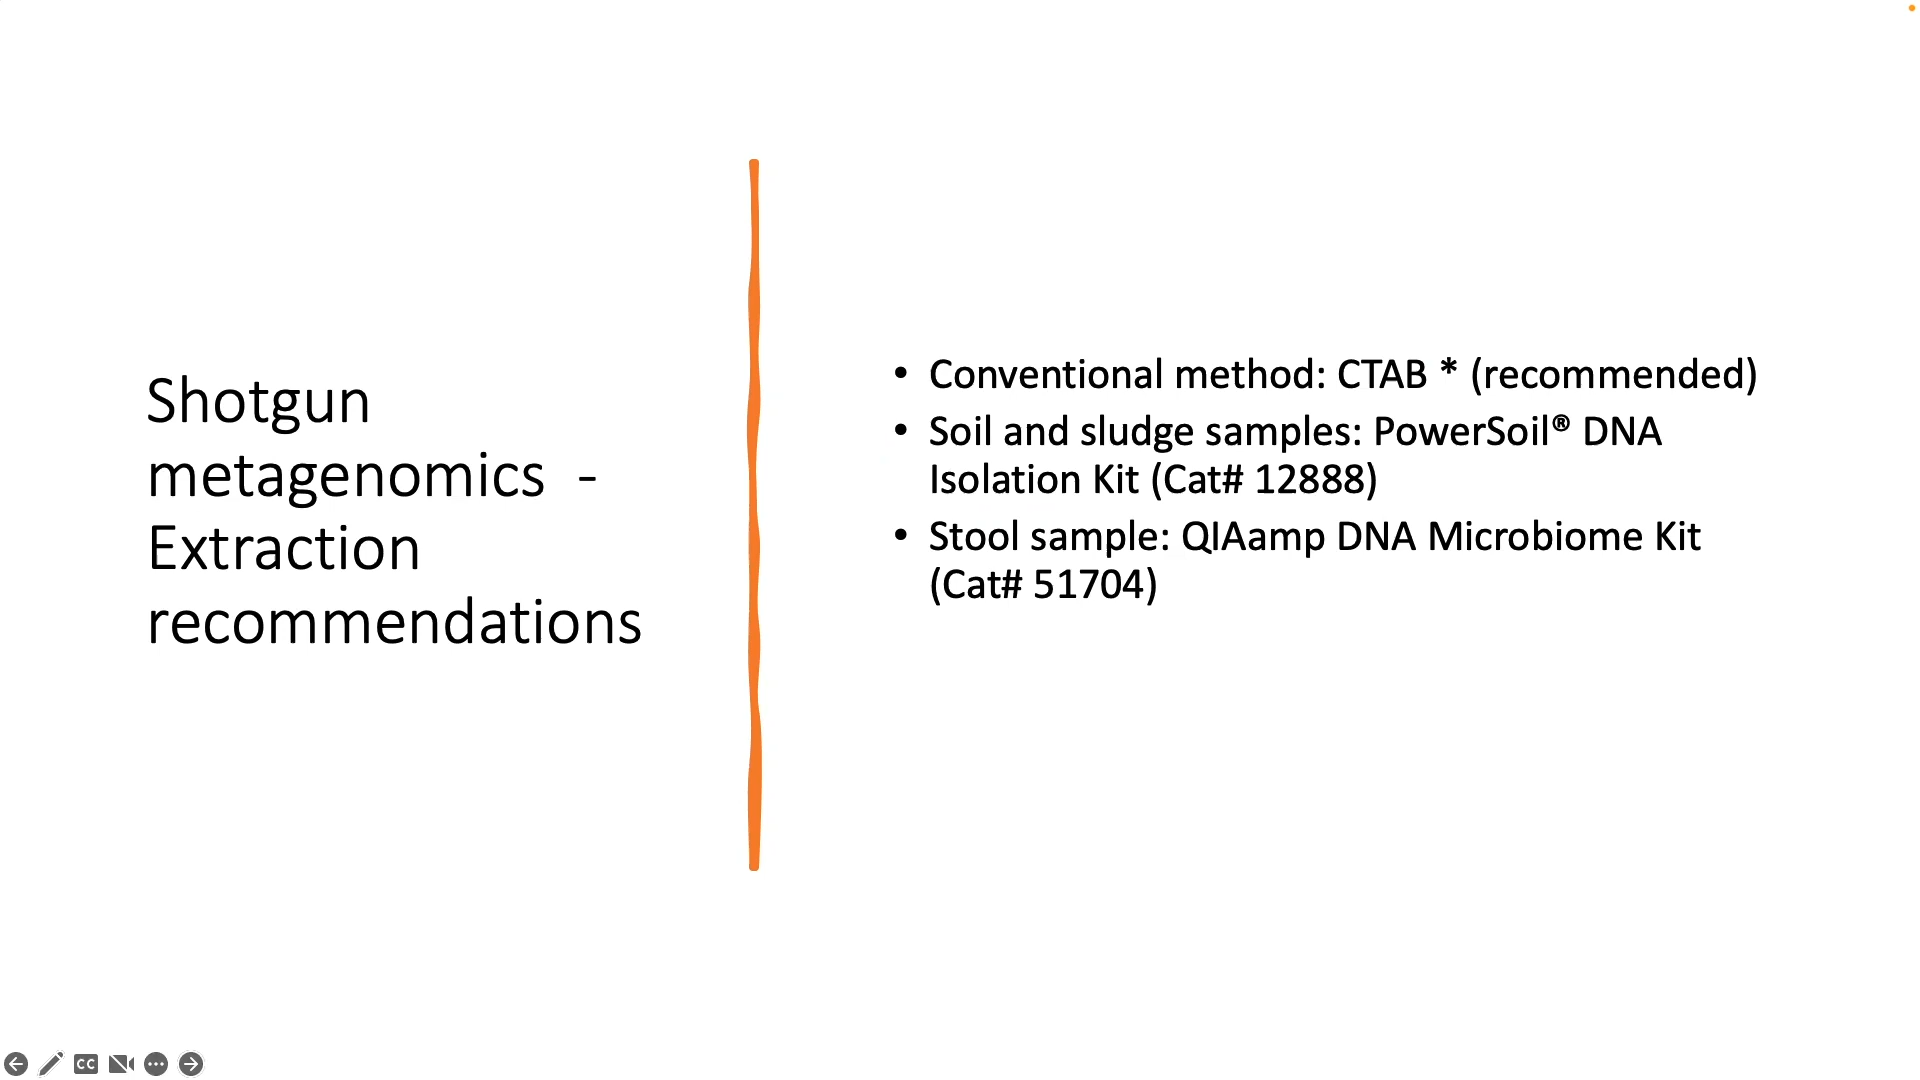 Shotgun
metagenomics -
Extraction
recommendations
• Conventional method: CTAB * (recommended)
• Soil and sludge samples: PowerSoil® DNA
Isolation Kit (Cat# 12888)
• Stool sample: QIAamp DNA Microbiome Kit
(Cat# 51704)
CC